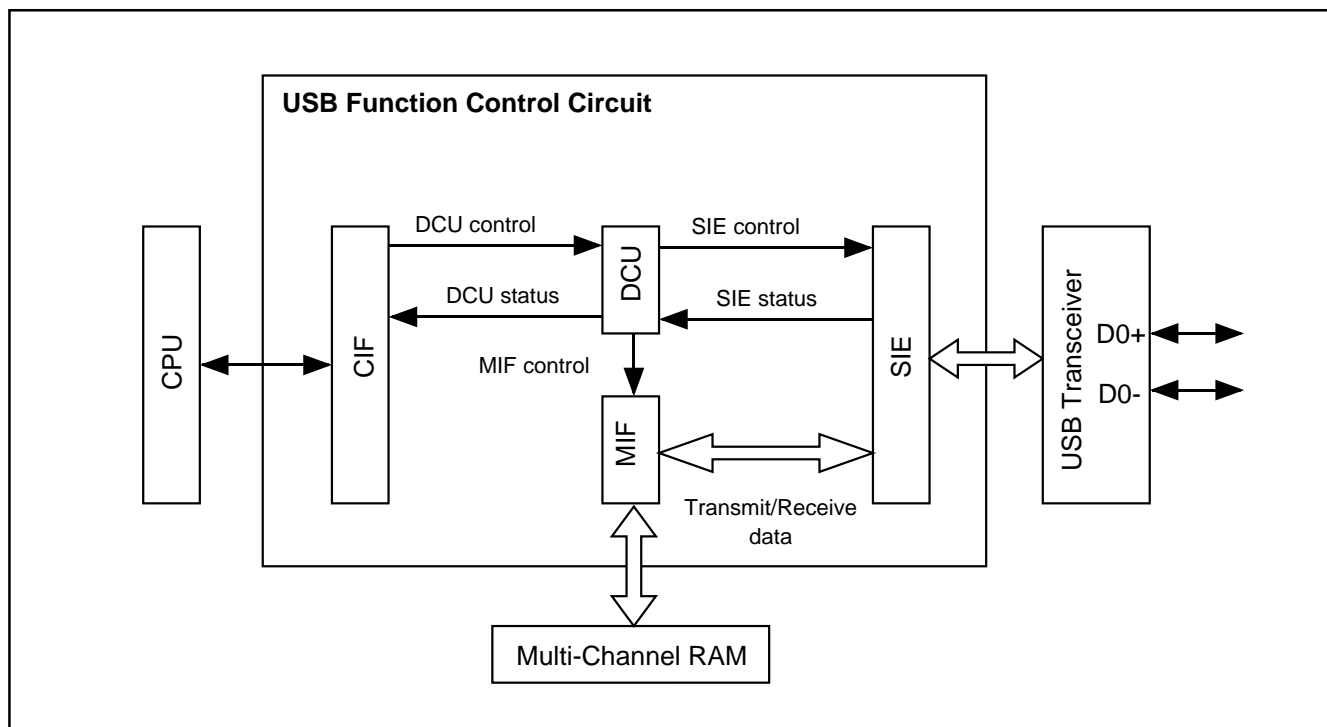 USB Function Control Circuit
DCU control
SIE control
DCU status
SIE status
MIF control
CPU
CIF
DCU
MIF
SIE
USB Transceiver
D0+
D0-
Transmit/Receive
data
Multi-Channel RAM